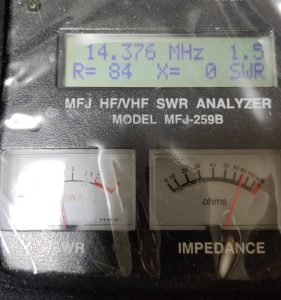 14.376 MHz 1.5
R= 84 X= 0 SWR
MFJ HF/VHF SWR ANALYZER
MODEL MFJ-259B
SWR
ohms
SWR
IMPEDANCE